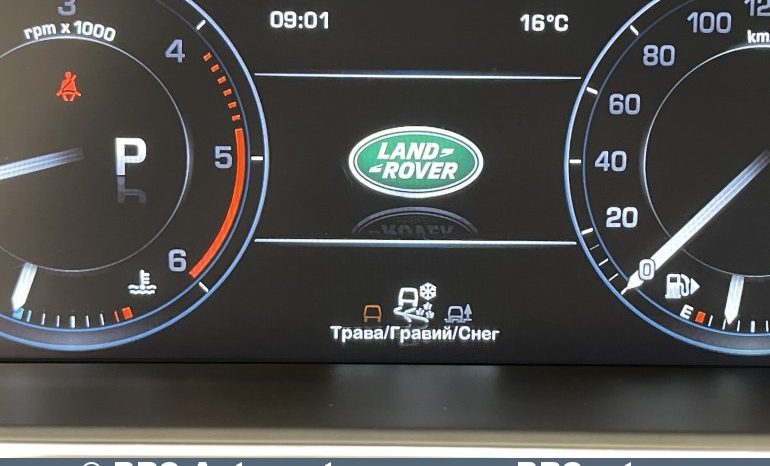 09:01
16°C
3
rpm x 1000
4
5
6
P
LAND
ROVER
100
80
60
40
20
0
km
E
Трава/Гравий/Снег